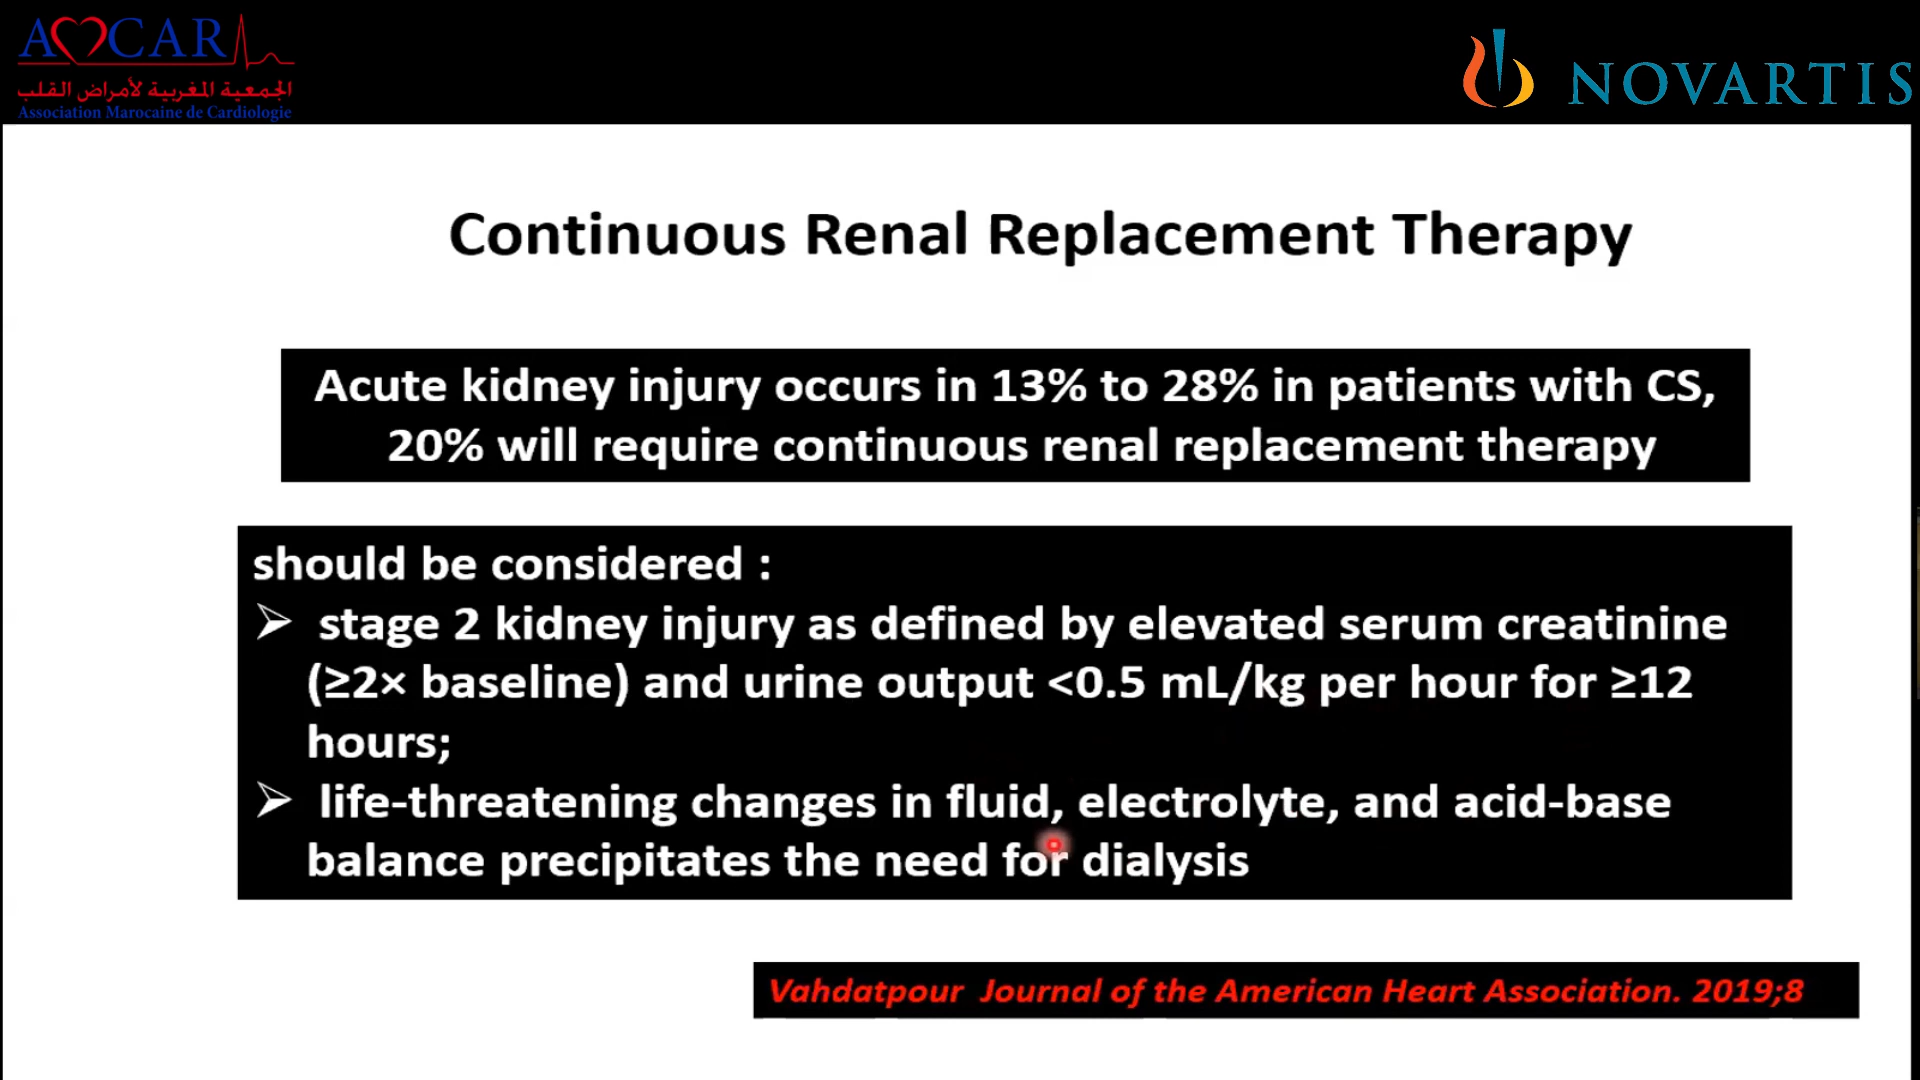 AMCAR
الجمعية المغربية لأمراض القلب
Association Marocaine de Cardiologie
NOVARTIS
Continuous Renal Replacement Therapy
Acute kidney injury occurs in 13% to 28% in patients with CS,
20% will require continuous renal replacement therapy
should be considered :
➢ stage 2 kidney injury as defined by elevated serum creatinine
(≥2× baseline) and urine output <0.5 mL/kg per hour for ≥12
hours;
➢ life-threatening changes in fluid, electrolyte, and acid-base
balance precipitates the need for dialysis
Vahdatpour Journal of the American Heart Association. 2019;8